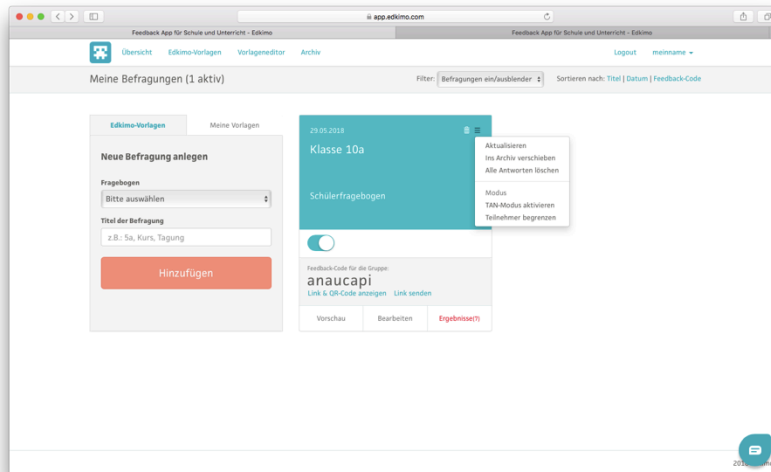 app.edkimo.com
Feedback App für Schule und Unterricht - Edkimo
Feedback App für Schule und Unterricht - Edkimo
Übersicht Edkimo-Vorlagen Vorlageneditor Archiv Logout meinname
Meine Befragungen (1 aktiv) Filter: Befragungen ein/ausblenden Sortieren nach: Titel | Datum | Feedback-Code
Edkimo-Vorlagen Meine Vorlagen
Neue Befragung anlegen
Fragebogen
Bitte auswählen
Titel der Befragung
z.B.: 5a, Kurs, Tagung
Hinzufügen
29.05.2018
Klasse 10a
Schülerfragebogen
Feedback-Code für die Gruppe:
anaucapi
Link & QR-Code anzeigen Link senden
Vorschau Bearbeiten Ergebnisse(7)
Aktualisieren
Ins Archiv verschieben
Alle Antworten löschen
Modus
TAN-Modus aktivieren
Teilnehmer begrenzen